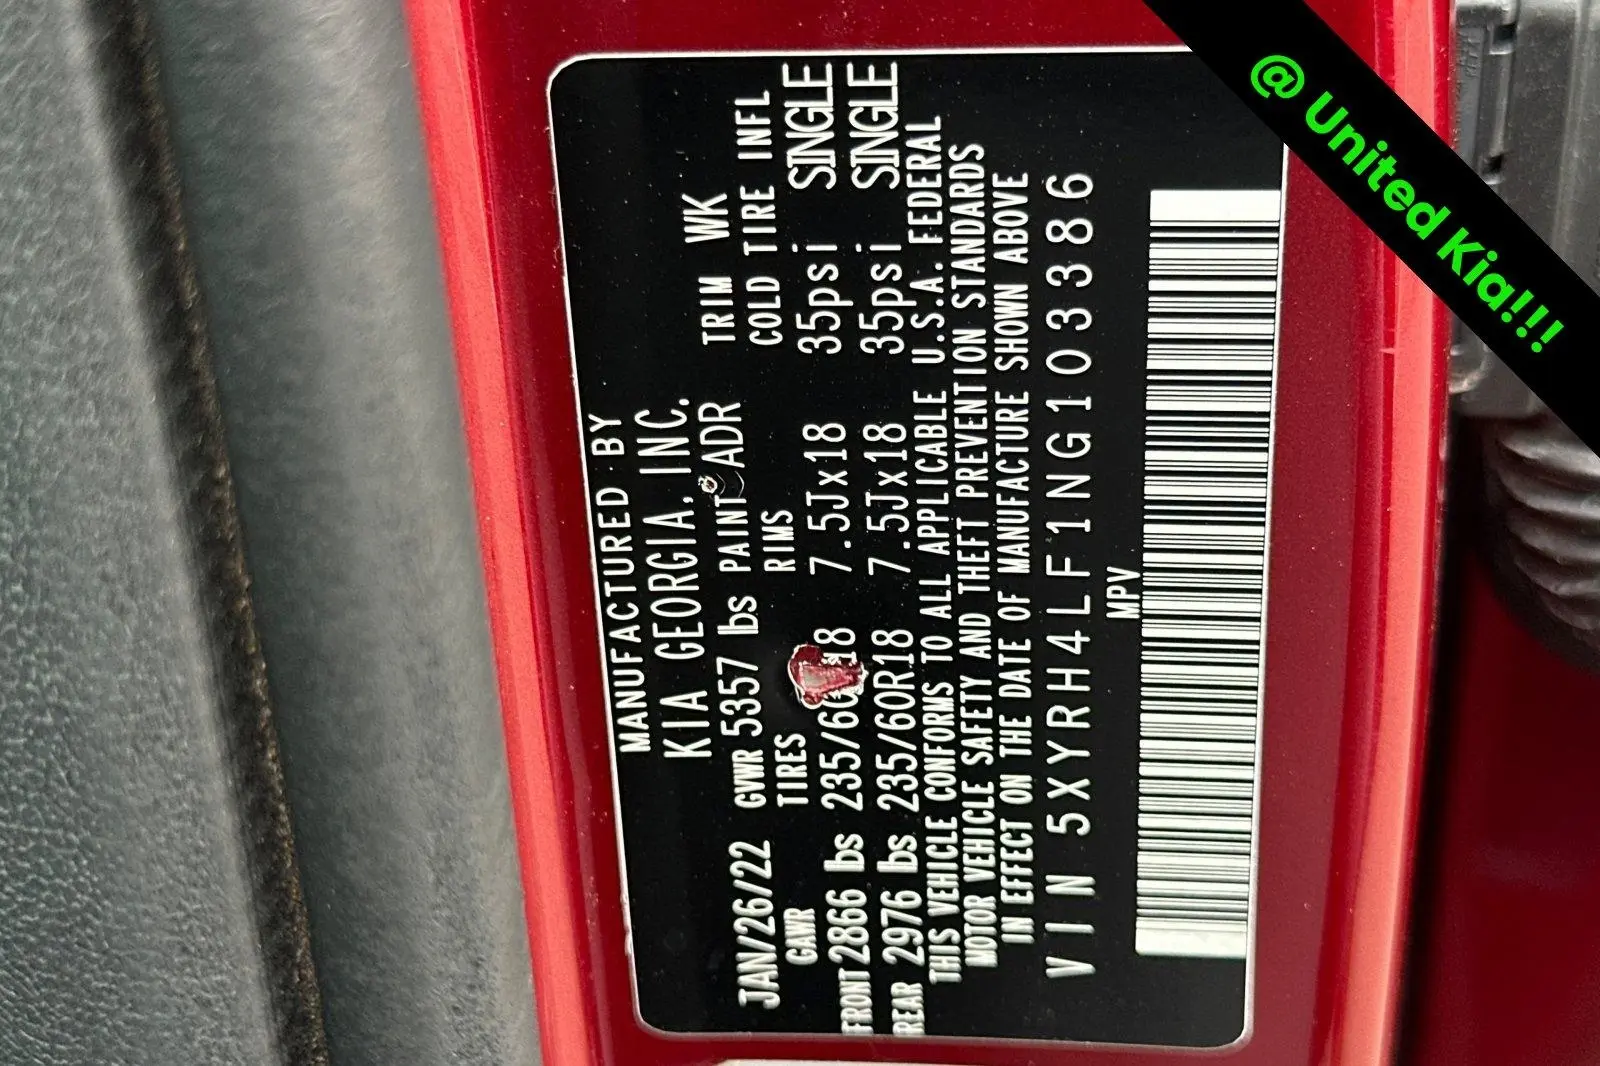 MANUFACTURED BY
KIA GEORGIA, INC.
JAN/26/22 GVWR 5357 lbs PAINT ADR TRIM WK
GAWR TIRES RIMS COLD TIRE INFL
FRONT 2866 lbs 235/60 18 7.5Jx18 35psi SINGLE
REAR 2976 lbs 235/60R18 7.5Jx18 35psi SINGLE
THIS VEHICLE CONFORMS TO ALL APPLICABLE U.S.A. FEDERAL
MOTOR VEHICLE SAFETY AND THEFT PREVENTION STANDARDS
IN EFFECT ON THE DATE OF MANUFACTURE SHOWN ABOVE
VIN 5XYRH4LF1NG103386
MPV
@ United Kia!!!